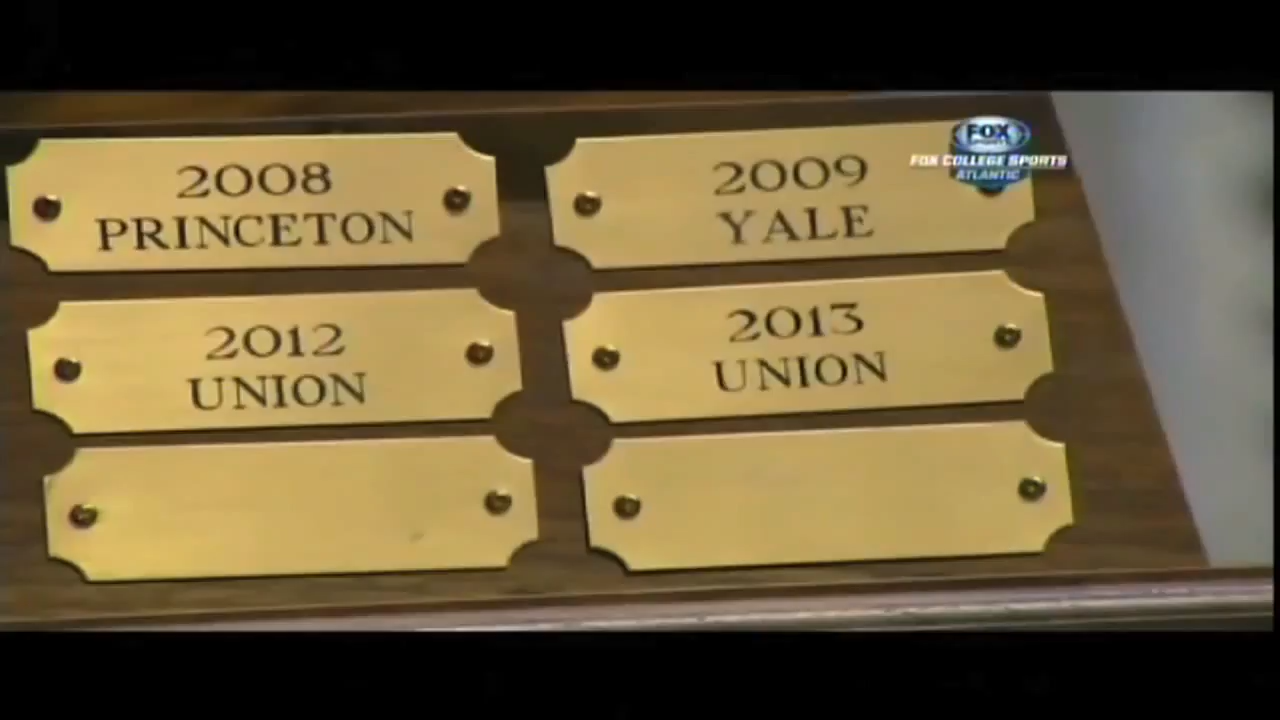 2008
PRINCETON
2009
YALE
FOX
FOX COLLEGE SPORTS
ATLANTIC
2012
UNION
2013
UNION